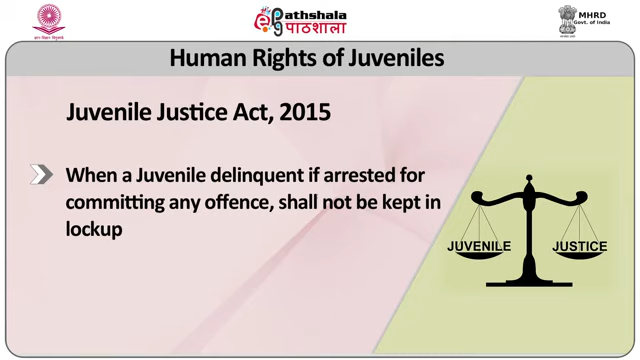 Pathshala
पाठशाला
MHRD
Govt. of India
Human Rights of Juveniles
Juvenile Justice Act, 2015
When a Juvenile delinquent if arrested for
committing any offence, shall not be kept in
lockup
JUVENILE JUSTICE